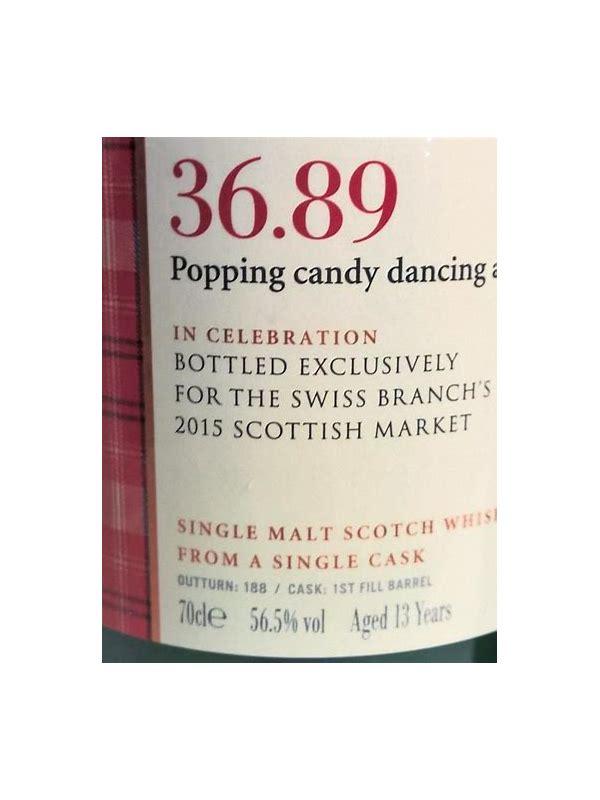 36.89
Popping candy dancing
IN CELEBRATION
BOTTLED EXCLUSIVELY
FOR THE SWISS BRANCH'S
2015 SCOTTISH MARKET
SINGLE MALT SCOTCH
FROM A SINGLE CASK
OUTTURN: 188 / CASK: 1ST FILL BARREL
70cl℮ 56.5% vol Aged 13 Years